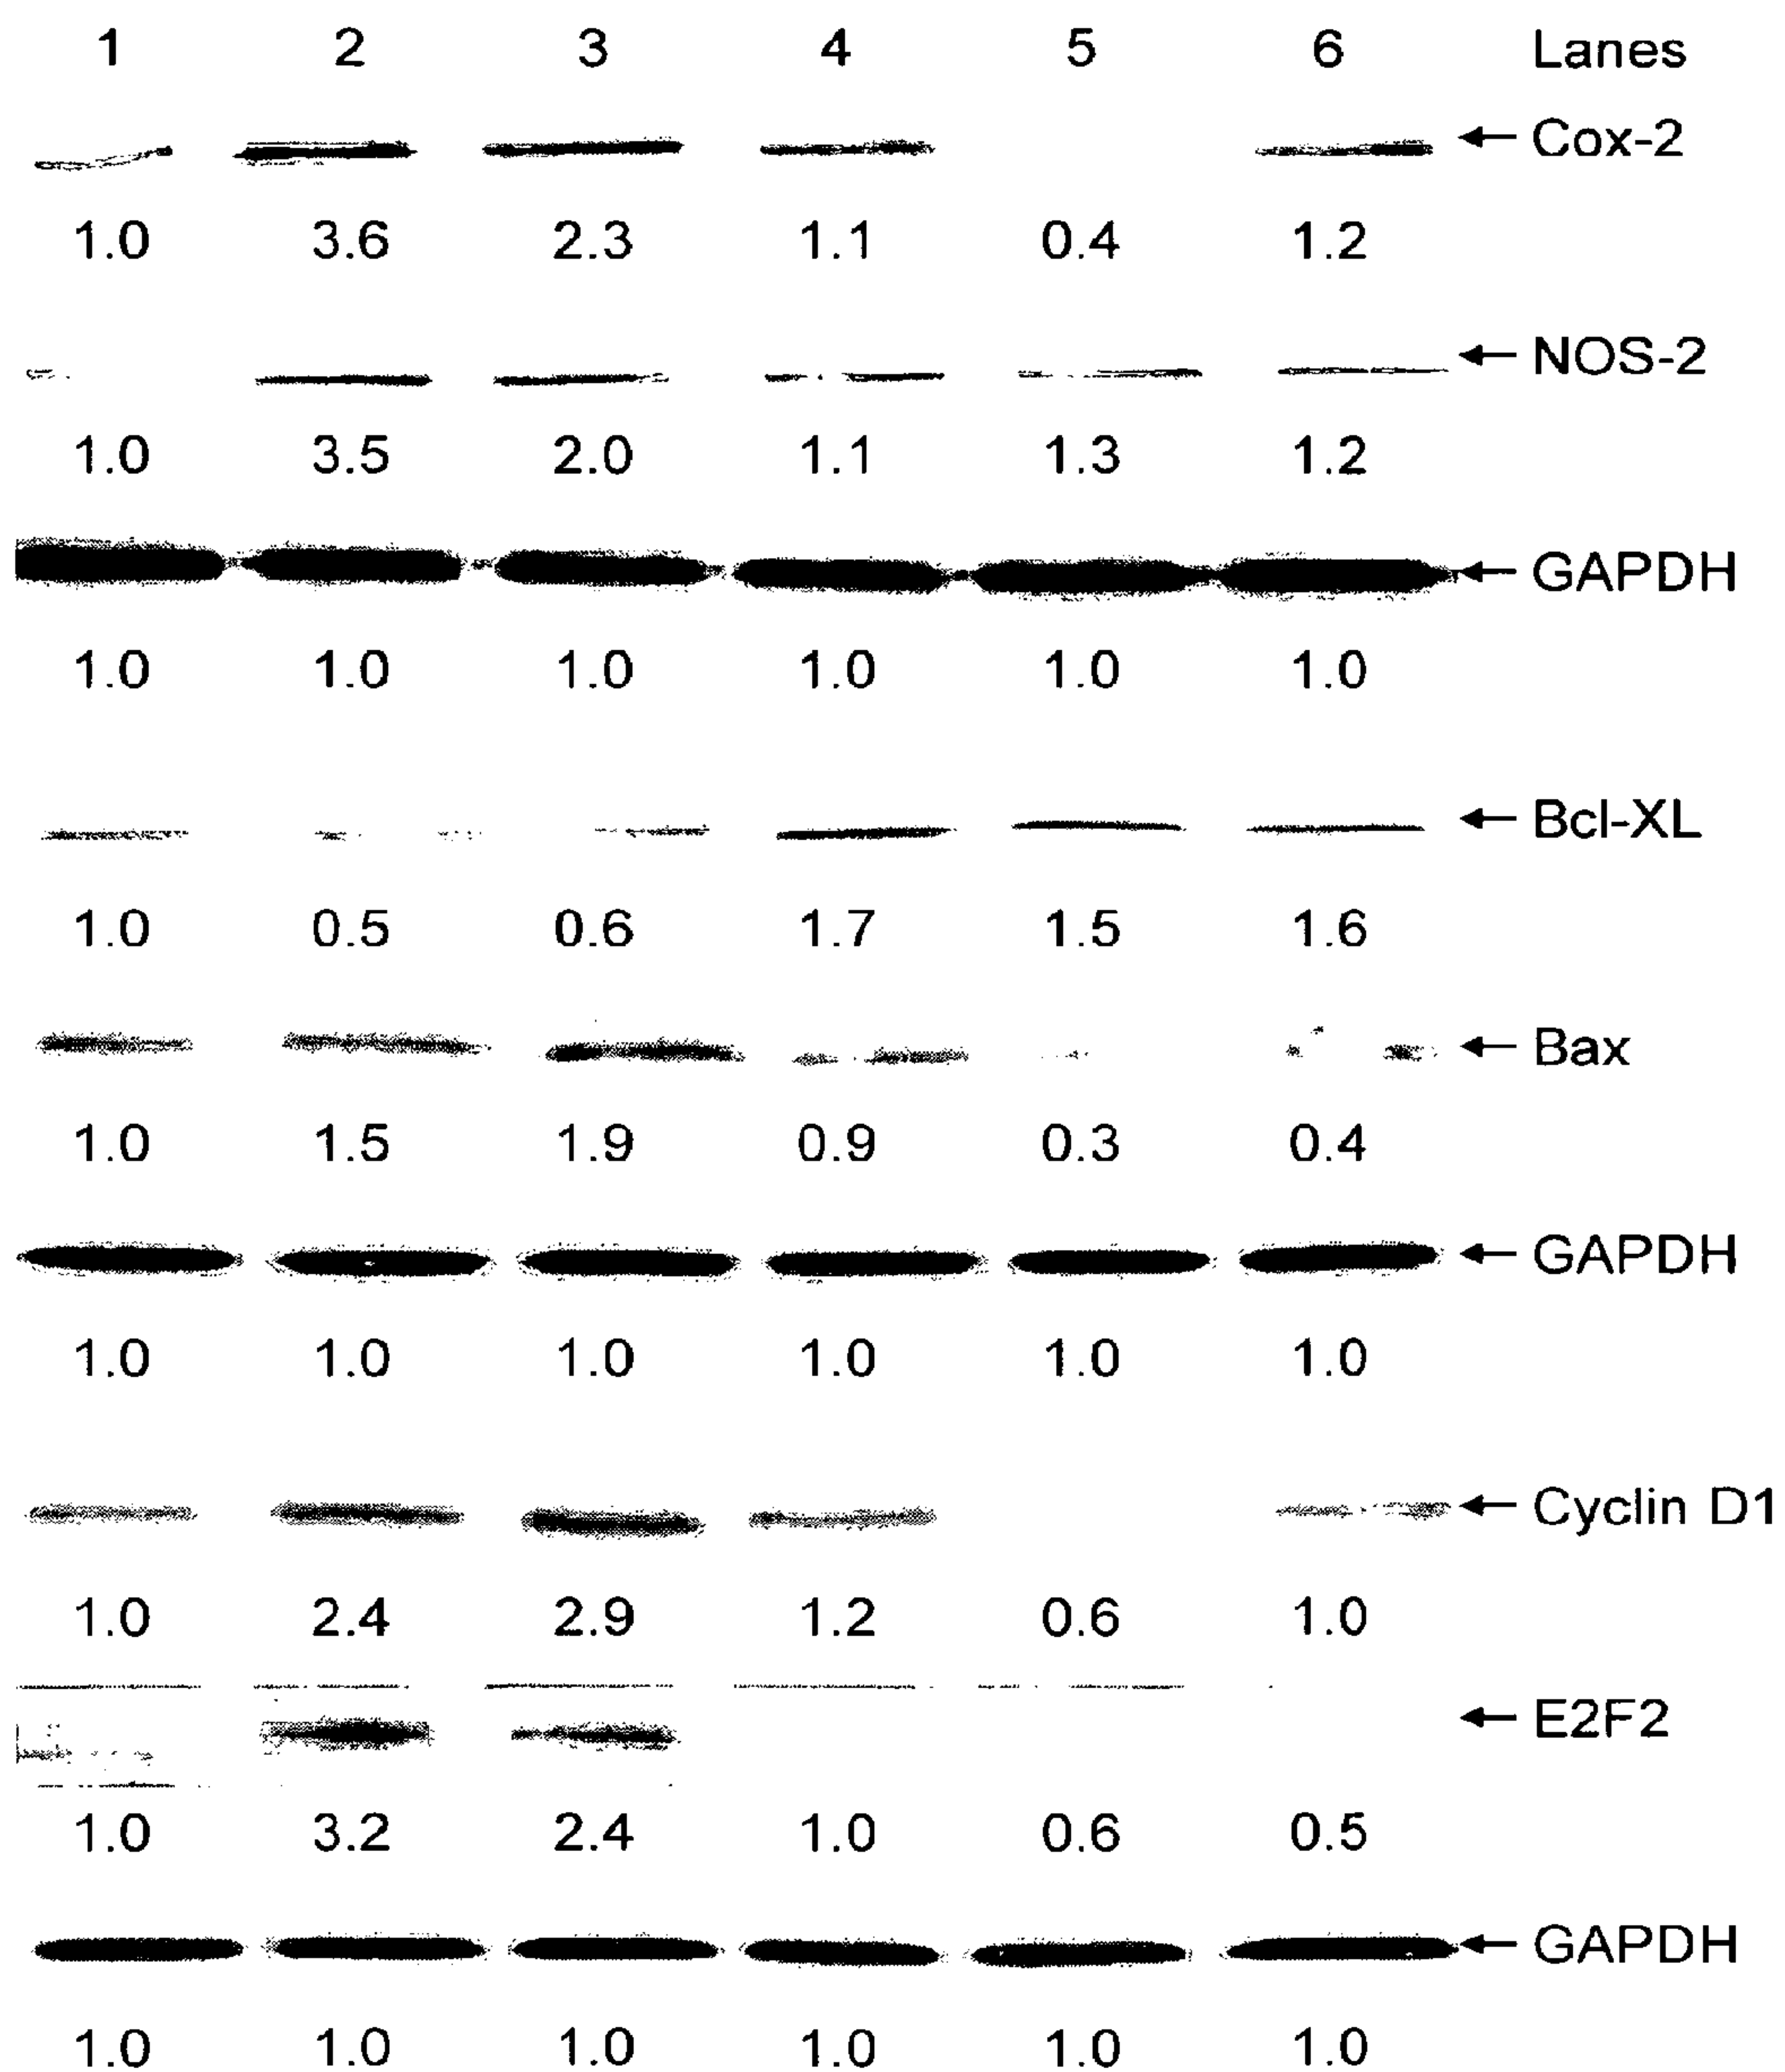 1 2 3 4 5 6 Lanes
← Cox-2
1.0 3.6 2.3 1.1 0.4 1.2
← NOS-2
1.0 3.5 2.0 1.1 1.3 1.2
← GAPDH
1.0 1.0 1.0 1.0 1.0 1.0
← Bcl-XL
1.0 0.5 0.6 1.7 1.5 1.6
← Bax
1.0 1.5 1.9 0.9 0.3 0.4
← GAPDH
1.0 1.0 1.0 1.0 1.0 1.0
← Cyclin D1
1.0 2.4 2.9 1.2 0.6 1.0
← E2F2
1.0 3.2 2.4 1.0 0.6 0.5
← GAPDH
1.0 1.0 1.0 1.0 1.0 1.0